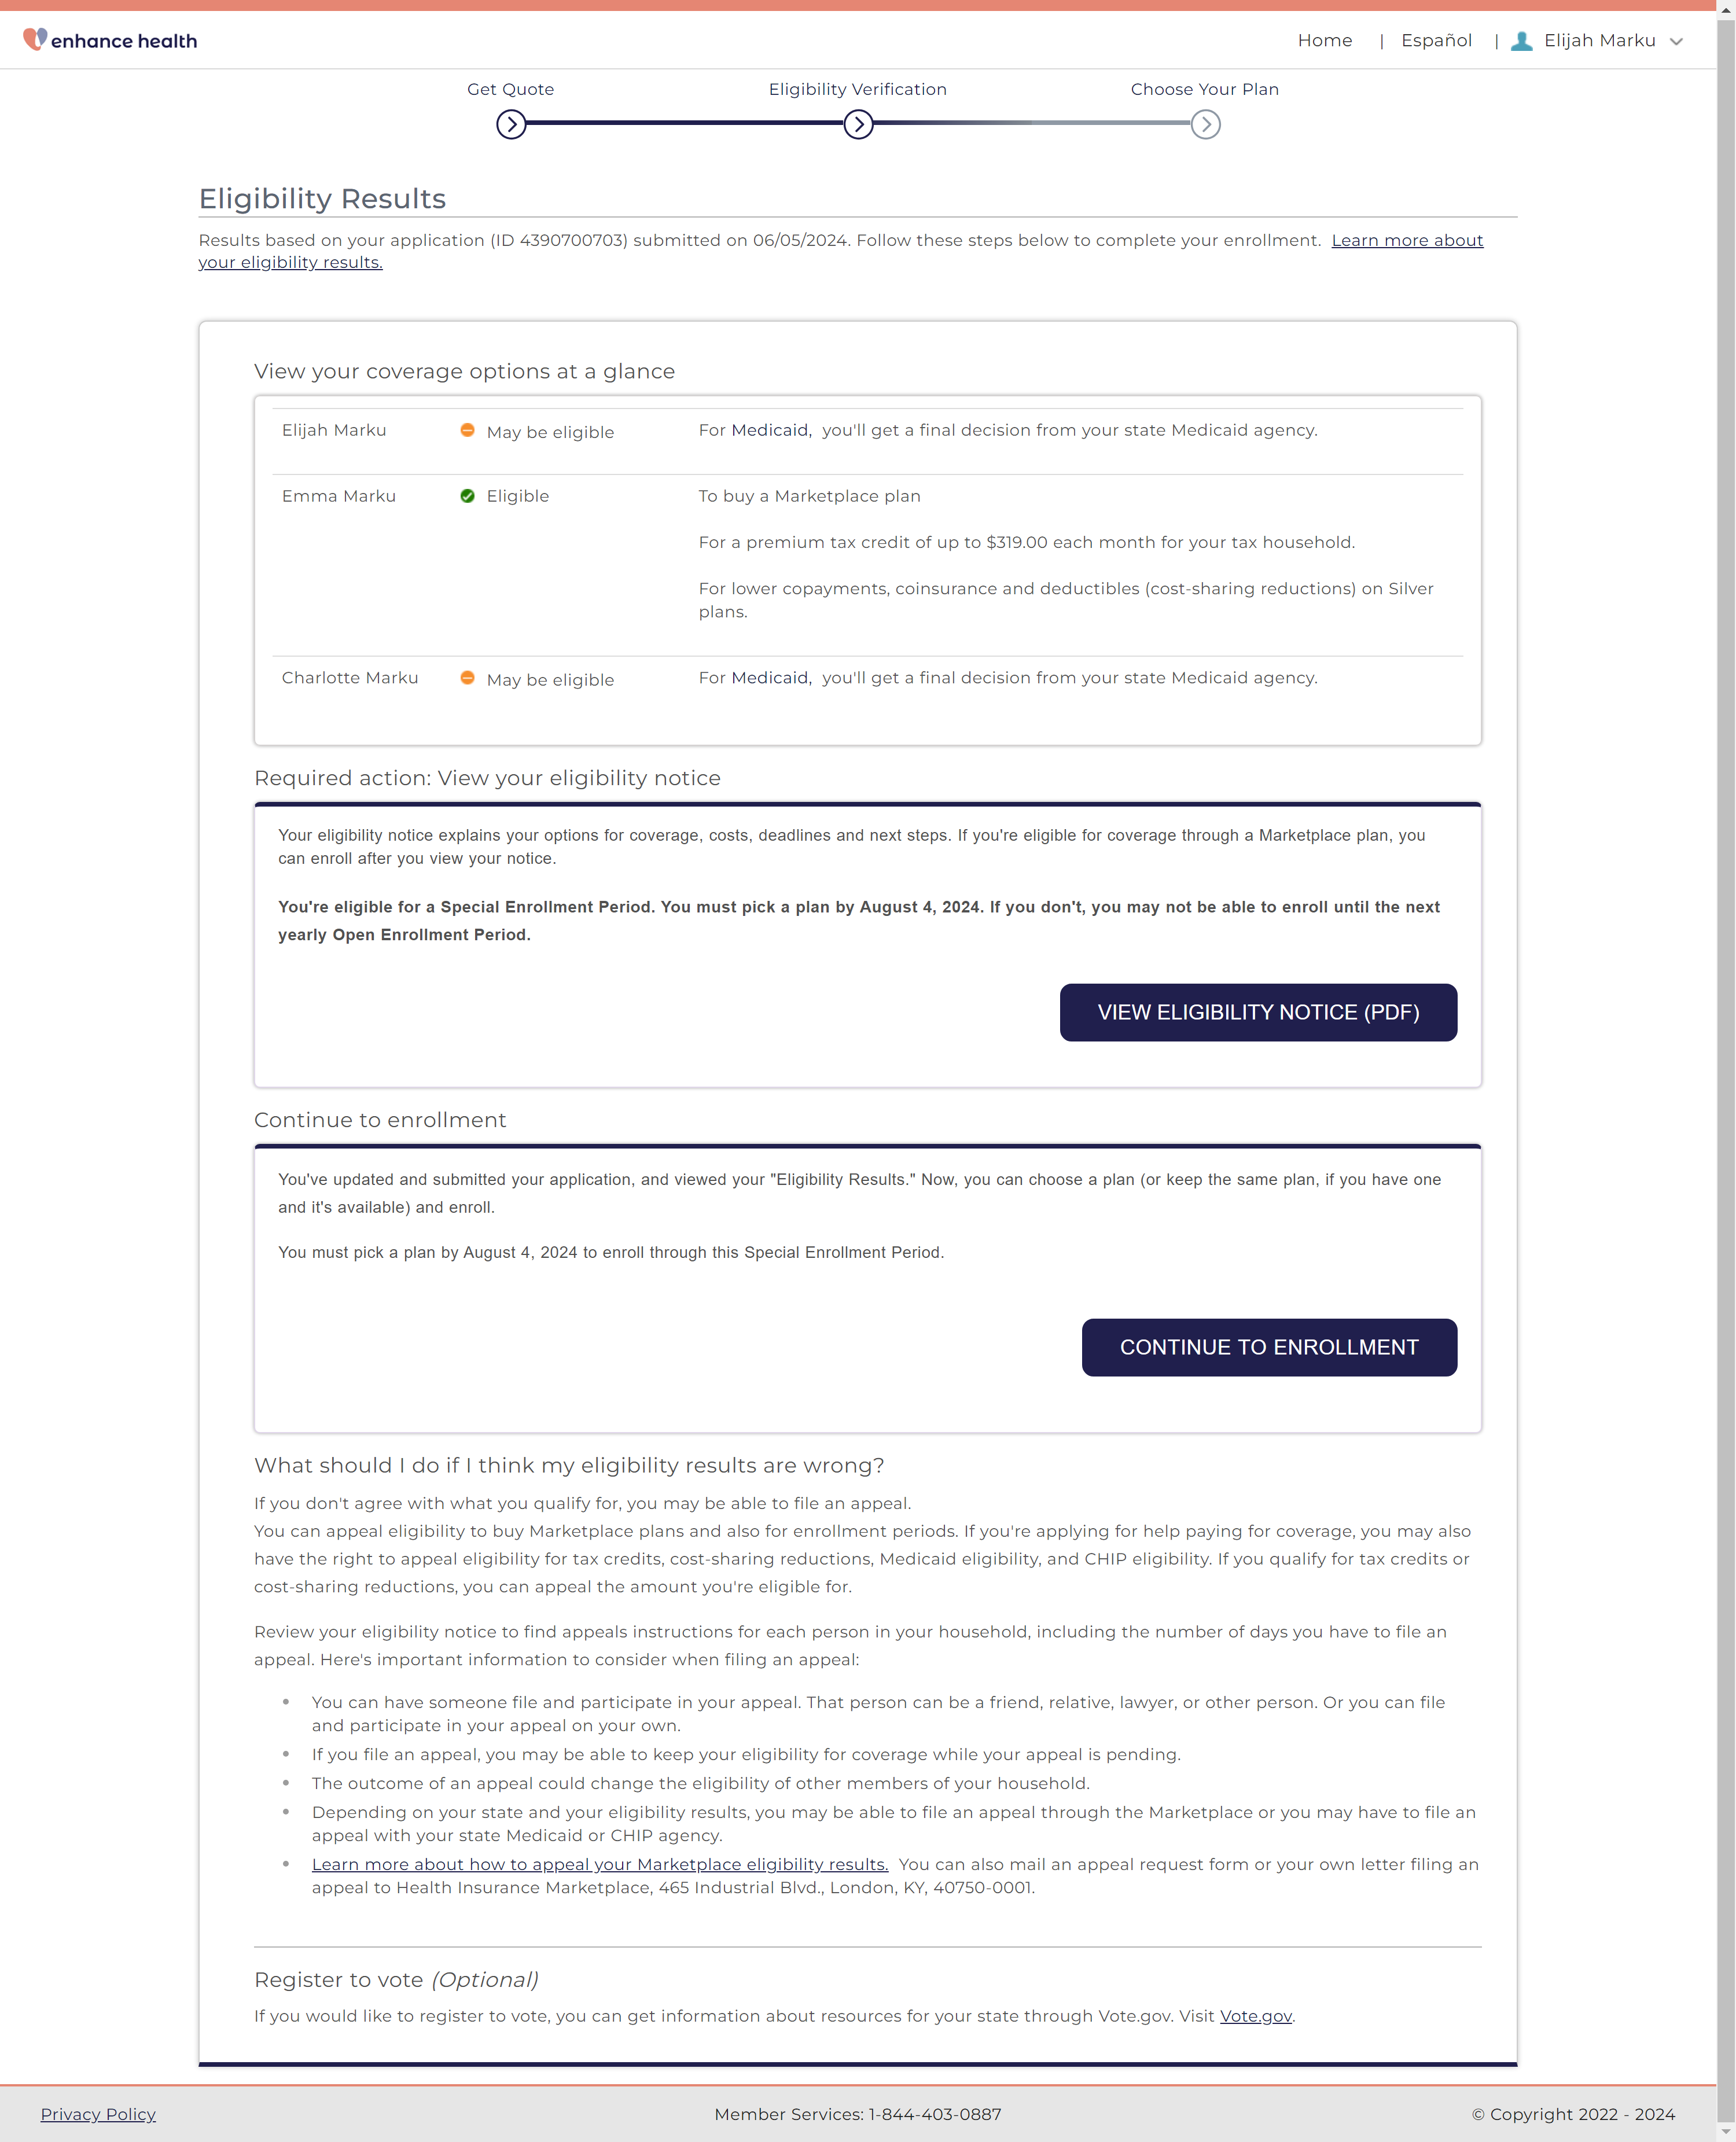 enhance health
Home | Español | Elijah Marku
Get Quote
Eligibility Verification
Choose Your Plan
Eligibility Results
Results based on your application (ID 4390700703) submitted on 06/05/2024. Follow these steps below to complete your enrollment. Learn more about
your eligibility results.
View your coverage options at a glance
Elijah Marku May be eligible For Medicaid, you'll get a final decision from your state Medicaid agency.
Emma Marku Eligible To buy a Marketplace plan
For a premium tax credit of up to $319.00 each month for your tax household.
For lower copayments, coinsurance and deductibles (cost-sharing reductions) on Silver
plans.
Charlotte Marku May be eligible For Medicaid, you'll get a final decision from your state Medicaid agency.
Required action: View your eligibility notice
Your eligibility notice explains your options for coverage, costs, deadlines and next steps. If you're eligible for coverage through a Marketplace plan, you
can enroll after you view your notice.
You're eligible for a Special Enrollment Period. You must pick a plan by August 4, 2024. If you don't, you may not be able to enroll until the next
yearly Open Enrollment Period.
VIEW ELIGIBILITY NOTICE (PDF)
Continue to enrollment
You've updated and submitted your application, and viewed your "Eligibility Results." Now, you can choose a plan (or keep the same plan, if you have one
and it's available) and enroll.
You must pick a plan by August 4, 2024 to enroll through this Special Enrollment Period.
CONTINUE TO ENROLLMENT
What should I do if I think my eligibility results are wrong?
If you don't agree with what you qualify for, you may be able to file an appeal.
You can appeal eligibility to buy Marketplace plans and also for enrollment periods. If you're applying for help paying for coverage, you may also
have the right to appeal eligibility for tax credits, cost-sharing reductions, Medicaid eligibility, and CHIP eligibility. If you qualify for tax credits or
cost-sharing reductions, you can appeal the amount you're eligible for.
Review your eligibility notice to find appeals instructions for each person in your household, including the number of days you have to file an
appeal. Here's important information to consider when filing an appeal:
• You can have someone file and participate in your appeal. That person can be a friend, relative, lawyer, or other person. Or you can file
and participate in your appeal on your own.
• If you file an appeal, you may be able to keep your eligibility for coverage while your appeal is pending.
• The outcome of an appeal could change the eligibility of other members of your household.
• Depending on your state and your eligibility results, you may be able to file an appeal through the Marketplace or you may have to file an
appeal with your state Medicaid or CHIP agency.
• Learn more about how to appeal your Marketplace eligibility results. You can also mail an appeal request form or your own letter filing an
appeal to Health Insurance Marketplace, 465 Industrial Blvd., London, KY, 40750-0001.
Register to vote (Optional)
If you would like to register to vote, you can get information about resources for your state through Vote.gov. Visit Vote.gov.
Privacy Policy
Member Services: 1-844-403-0887
© Copyright 2022 - 2024